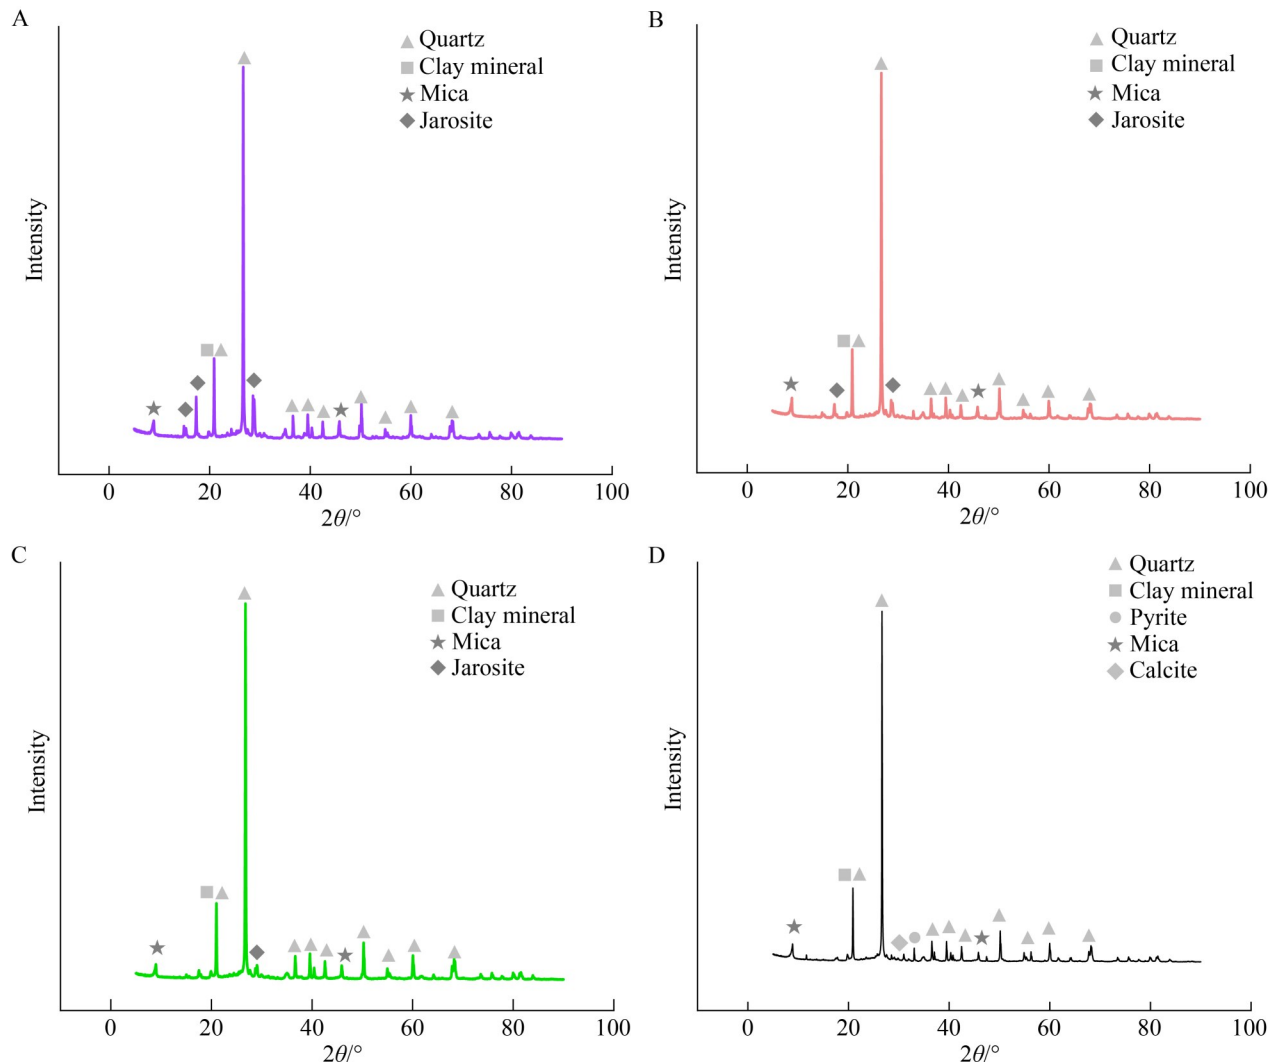 A
Quartz
Clay mineral
Mica
Jarosite
Intensity
0 20 40 60 80 100
2θ/°
B
Quartz
Clay mineral
Mica
Jarosite
Intensity
0 20 40 60 80 100
2θ/°
C
Quartz
Clay mineral
Mica
Jarosite
Intensity
0 20 40 60 80 100
2θ/°
D
Quartz
Clay mineral
Pyrite
Mica
Calcite
Intensity
0 20 40 60 80 100
2θ/°